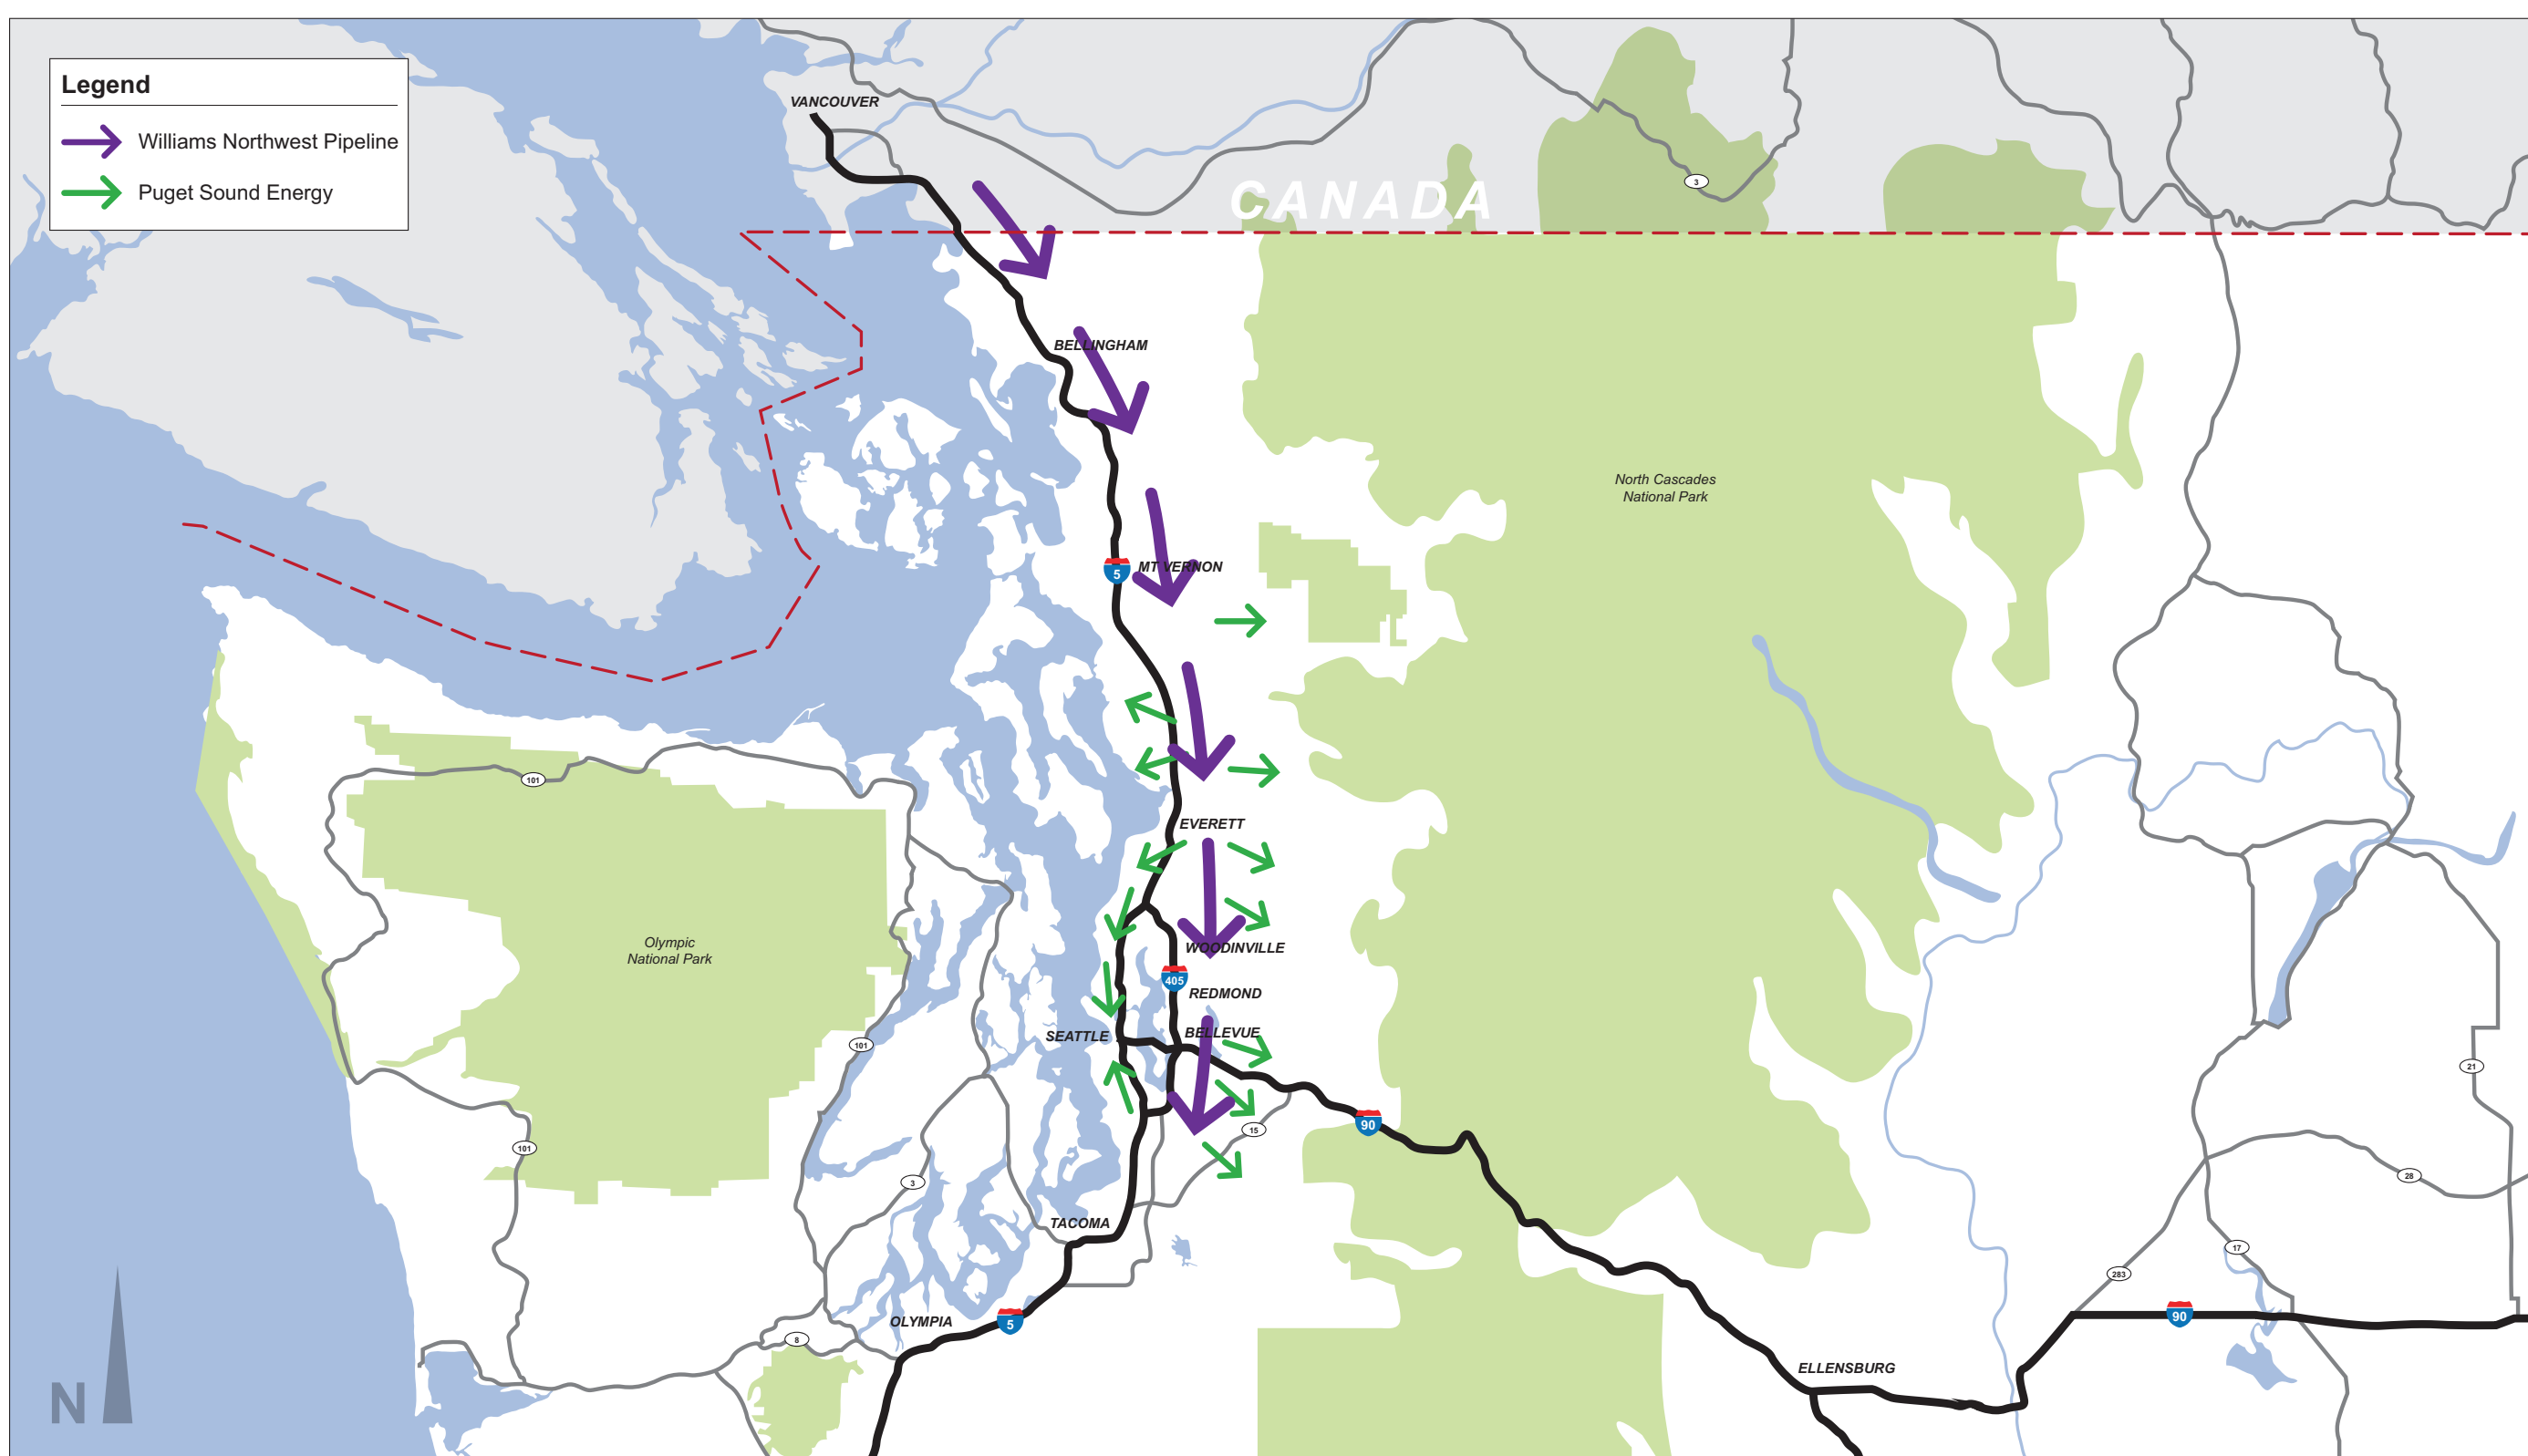 Legend
Williams Northwest Pipeline
Puget Sound Energy
VANCOUVER
CANADA
3
BELLINGHAM
North Cascades
National Park
5
MT VERNON
101
EVERETT
Olympic
National Park
WOODINVILLE
405
REDMOND
SEATTLE
BELLEVUE
101
21
90
15
101
28
3
TACOMA
17
283
OLYMPIA
5
90
8
ELLENSBURG
N